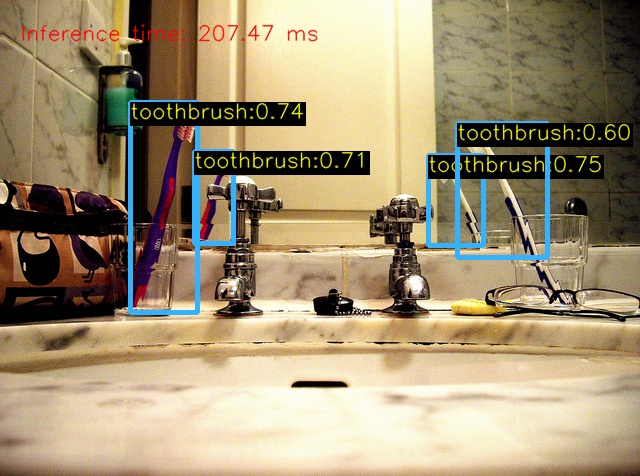 Inference time: 207.47 ms
toothbrush:0.74
toothbrush:0.60
toothbrush:0.71
toothbrush:0.75